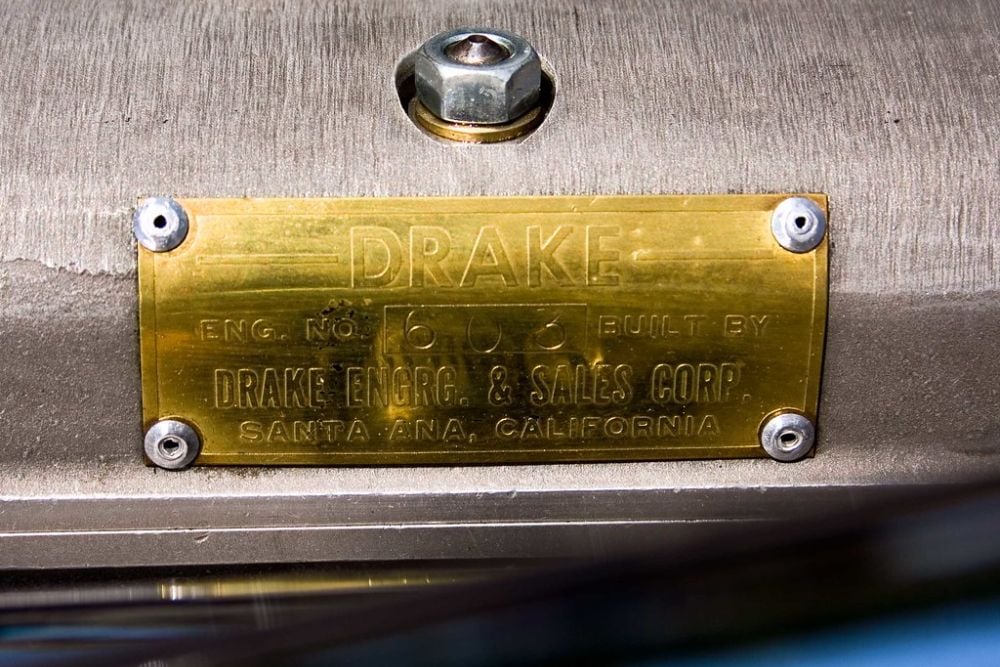 DRAKE
ENG. NO. 603 BUILT BY
DRAKE ENGRG. & SALES CORP.
SANTA ANA, CALIFORNIA